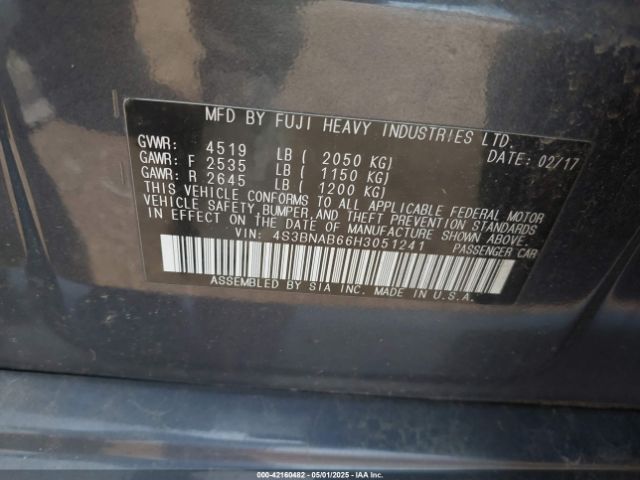 MFD BY FUJI HEAVY INDUSTRIES LTD.
GVWR: 4519 LB ( 2050 KG) DATE: 02/17
GAWR: F 2535 LB ( 1150 KG)
GAWR: R 2645 LB ( 1200 KG)
THIS VEHICLE CONFORMS TO ALL APPLICABLE FEDERAL MOTOR
VEHICLE SAFETY, BUMPER, AND THEFT PREVENTION STANDARDS
IN EFFECT ON THE DATE OF MANUFACTURE SHOWN ABOVE.
VIN: 4S3BNAB66H3051241 PASSENGER CAR
ASSEMBLED BY SIA INC. MADE IN U.S.A.
000-42160482 - 05/01/2025 - IAAI.COM